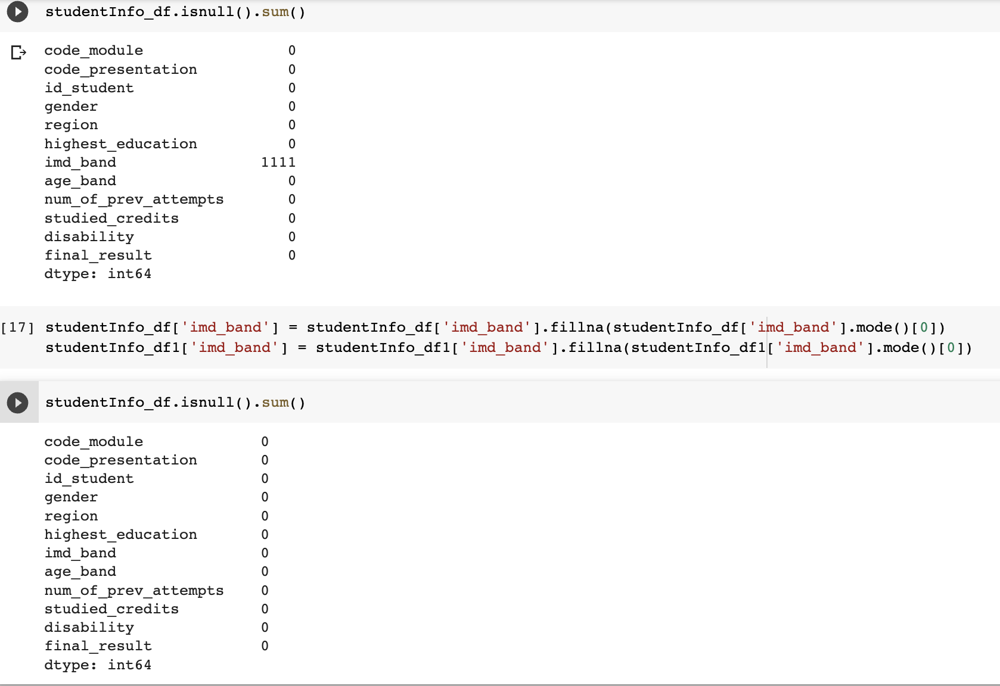 studentInfo_df.isnull().sum()
code_module 0
code_presentation 0
id_student 0
gender 0
region 0
highest_education 0
imd_band 1111
age_band 0
num_of_prev_attempts 0
studied_credits 0
disability 0
final_result 0
dtype: int64
[17] studentInfo_df['imd_band'] = studentInfo_df['imd_band'].fillna(studentInfo_df['imd_band'].mode()[0])
studentInfo_df1['imd_band'] = studentInfo_df1['imd_band'].fillna(studentInfo_df1['imd_band'].mode()[0])
studentInfo_df.isnull().sum()
code_module 0
code_presentation 0
id_student 0
gender 0
region 0
highest_education 0
imd_band 0
age_band 0
num_of_prev_attempts 0
studied_credits 0
disability 0
final_result 0
dtype: int64